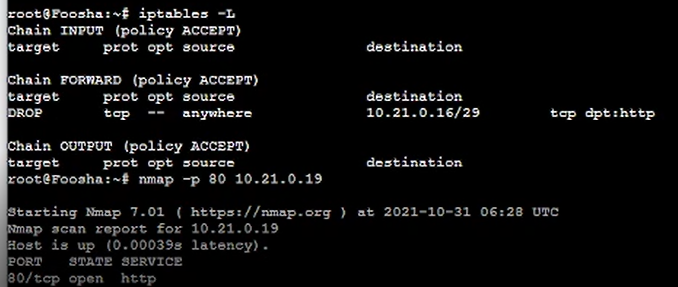 root@Foosha:~# iptables -L
Chain INPUT (policy ACCEPT)
target prot opt source destination
Chain FORWARD (policy ACCEPT)
target prot opt source destination
DROP tcp -- anywhere 10.21.0.16/29 tcp dpt:http
Chain OUTPUT (policy ACCEPT)
target prot opt source destination
root@Foosha:~# nmap -p 80 10.21.0.19
Starting Nmap 7.01 ( https://nmap.org ) at 2021-10-31 06:28 UTC
Nmap scan report for 10.21.0.19
Host is up (0.00039s latency).
PORT STATE SERVICE
80/tcp open http